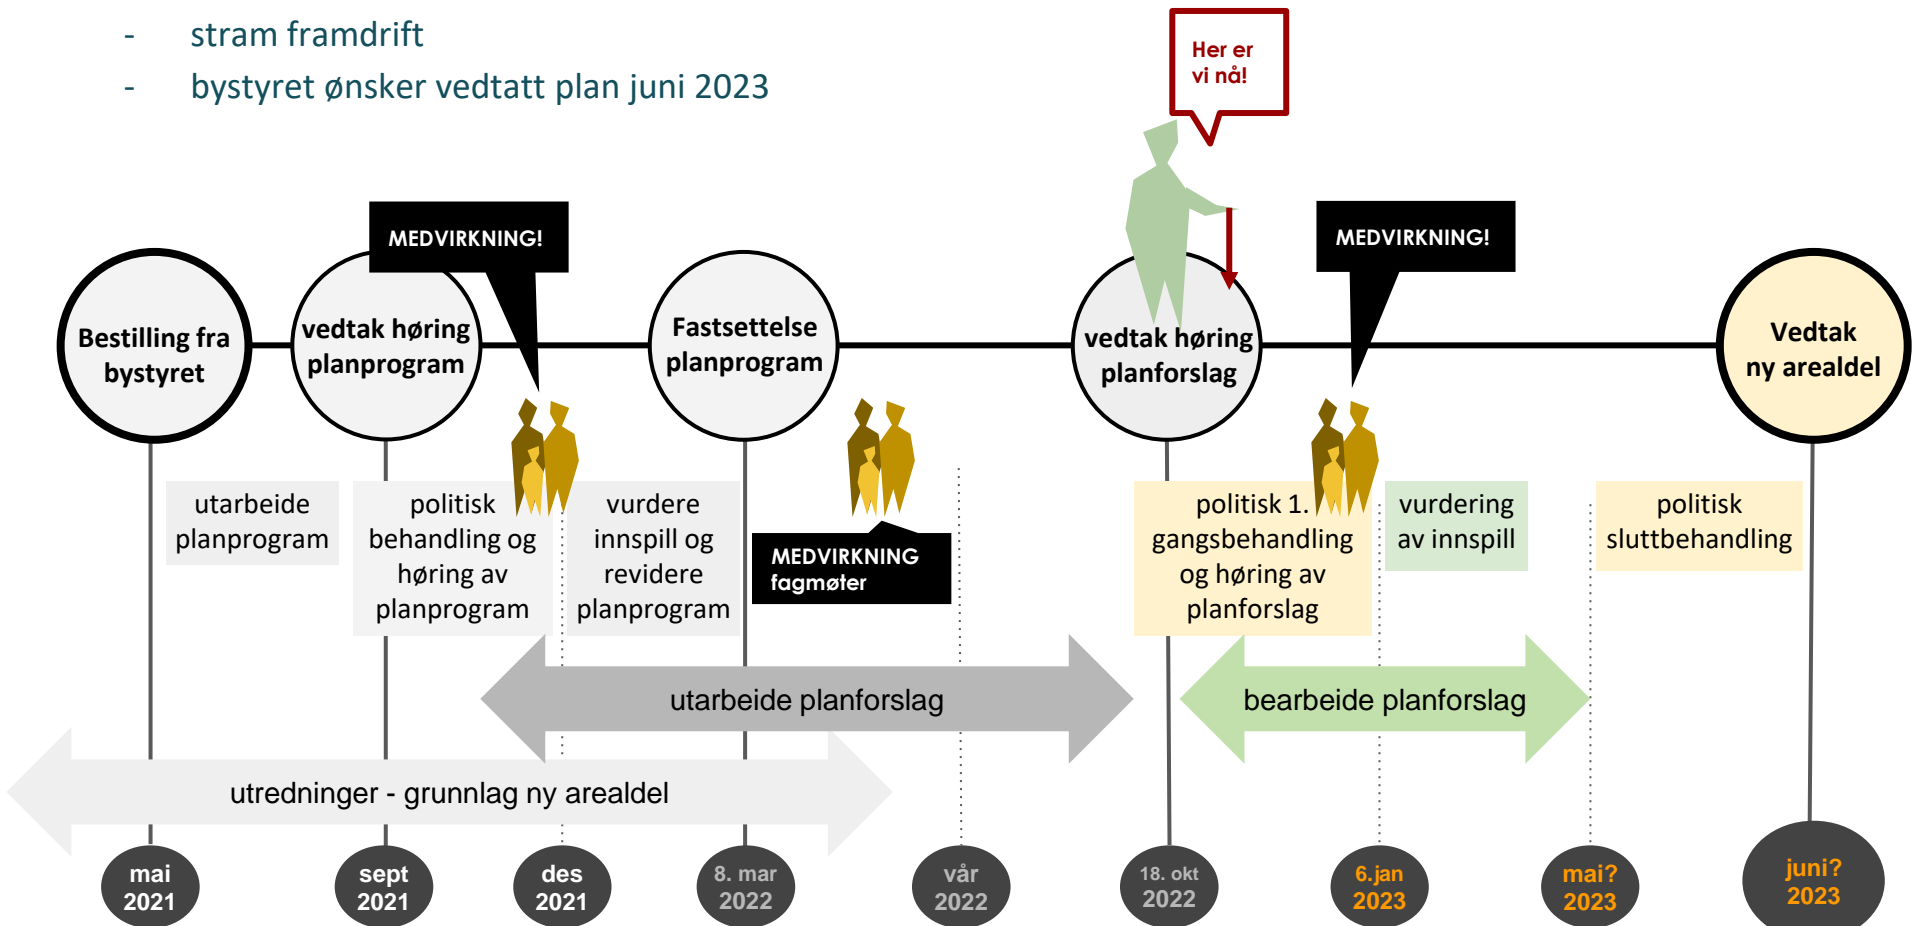 - stram framdrift
- bystyret ønsker vedtatt plan juni 2023
Her er
vi nå!
MEDVIRKNING!
MEDVIRKNING!
Bestilling fra
bystyret
vedtak høring
planprogram
Fastsettelse
planprogram
vedtak høring
planforslag
Vedtak
ny arealdel
utarbeide
planprogram
politisk
behandling og
høring av
planprogram
vurdere
innspill og
revidere
planprogram
MEDVIRKNING
fagmøter
politisk 1.
gangsbehandling
og høring av
planforslag
vurdering
av innspill
politisk
sluttbehandling
utarbeide planforslag
bearbeide planforslag
utredninger - grunnlag ny arealdel
mai
2021
sept
2021
des
2021
8. mar
2022
vår
2022
18. okt
2022
6.jan
2023
mai?
2023
juni?
2023